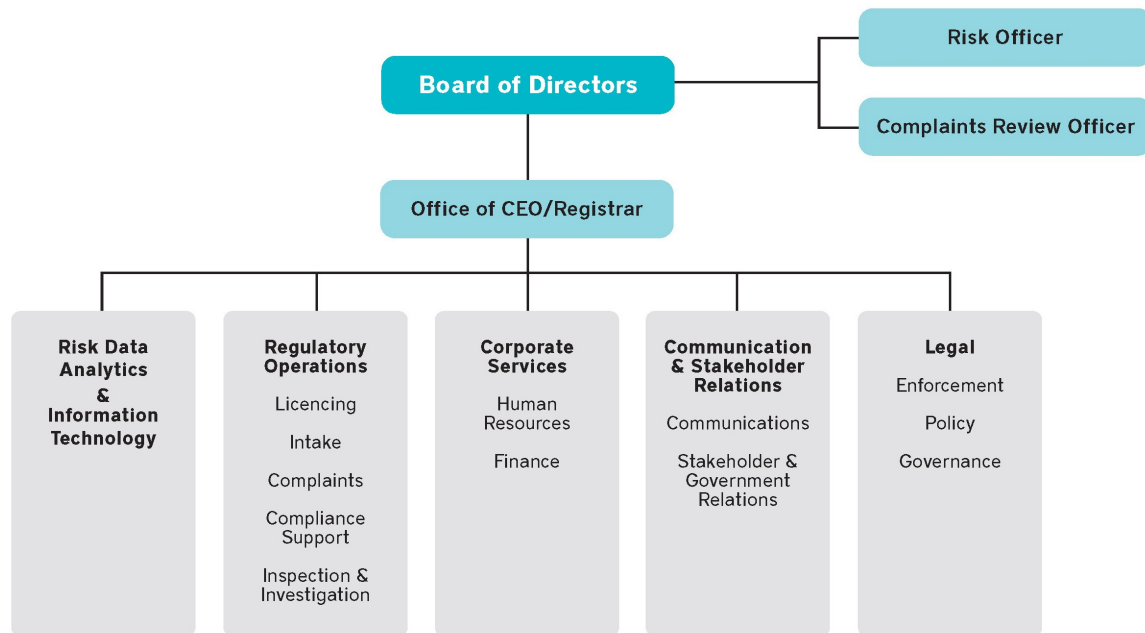 Risk Officer
Board of Directors
Complaints Review Officer
Office of CEO/Registrar
Risk Data
Analytics
&
Information
Technology
Regulatory
Operations
Licencing
Intake
Complaints
Compliance
Support
Inspection &
Investigation
Corporate
Services
Human
Resources
Finance
Communication
& Stakeholder
Relations
Communications
Stakeholder &
Government
Relations
Legal
Enforcement
Policy
Governance